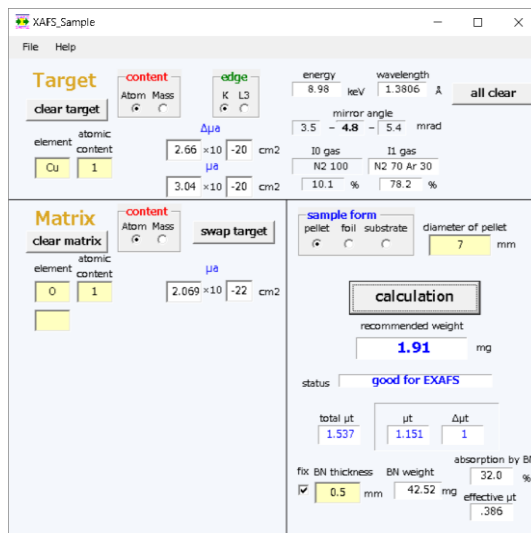 XAFS_Sample
File Help
Target
clear target
content
Atom Mass
edge
K L3
energy
8.98 keV
wavelength
1.3806 Å
all clear
mirror angle
3.5 - 4.8 - 5.4 mrad
element
atomic
content
Cu 1
Δμa
2.66 ×10 -20 cm2
μa
3.04 ×10 -20 cm2
I0 gas I1 gas
N2 100 N2 70 Ar 30
10.1 % 78.2 %
Matrix
clear matrix
content
Atom Mass
swap target
element
atomic
content
O 1
μa
2.069 ×10 -22 cm2
sample form
pellet foil substrate
diameter of pellet
7 mm
calculation
recommended weight
1.91 mg
status good for EXAFS
total μt μt Δμt
1.537 1.151 1
fix BN thickness BN weight
0.5 mm 42.52 mg
absorption by BN
32.0 %
effective μt
.386